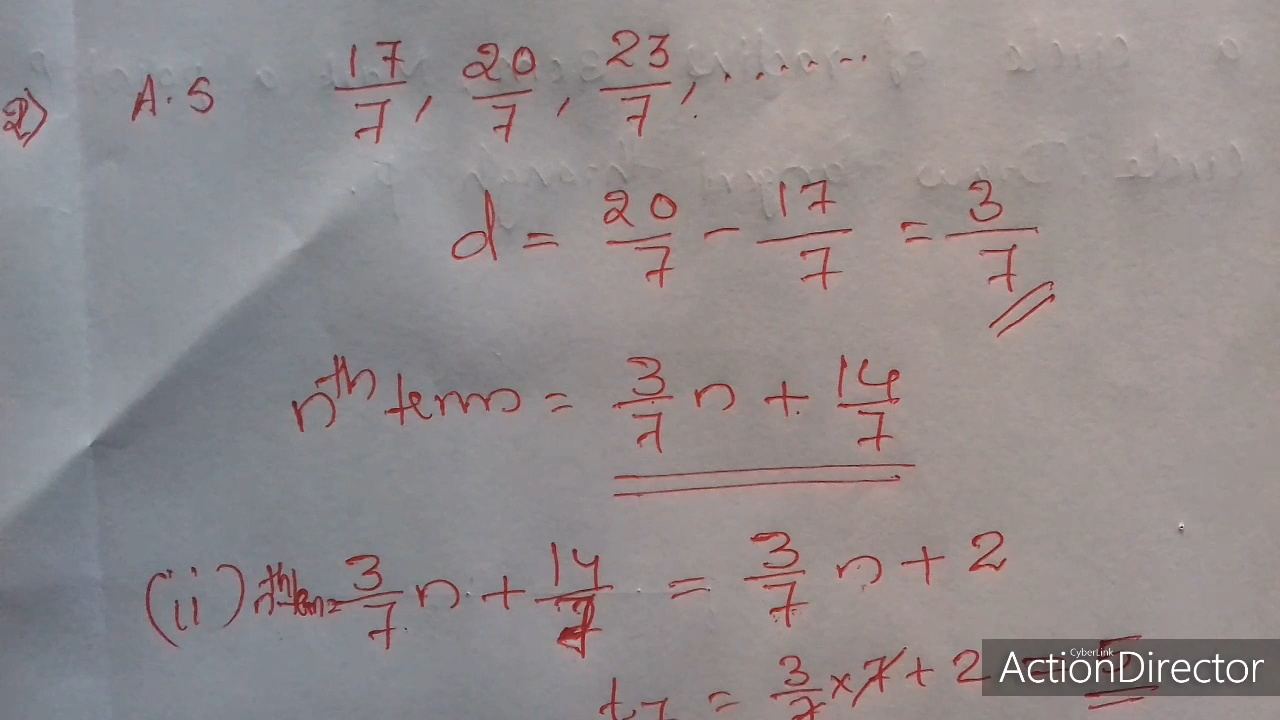 2) A.S 17/7, 20/7, 23/7, ........
d = 20/7 - 17/7 = 3/7
nth term = 3/7 n + 14/7
(ii) nth term = 3/7 n + 14/7 = 3/7 n + 2
t7 = 3/7 × 7 + 2 = 5
CyberLink
ActionDirector